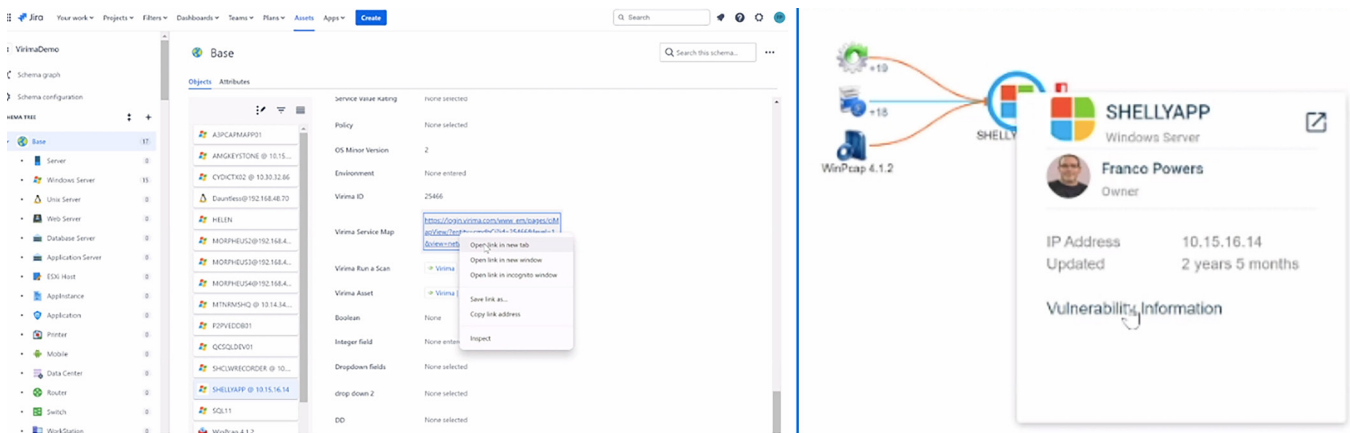 Jira
Your work
Projects
Filters
Dashboards
Teams
Plans
Assets
Apps
Create
Search
VirimaDemo
Schema graph
Schema configuration
Base
17
Server
0
Windows Server
15
Unix Server
0
Web Server
0
Database Server
0
Application Server
0
ESXi Host
0
AppInstance
0
Application
0
Printer
0
Mobile
0
Data Center
0
Router
0
Switch
0
WorkStation
Base
Search this schema...
Objects
Attributes
A3PCAPMAPP01
AMGKEYSTONE @ 10.15....
CYDICTX02 @ 10.30.32.86
Dauntless@192.168.48.70
HELEN
MORPHEUS2@192.168.4...
MORPHEUS3@192.168.4...
MORPHEUS4@192.168.4...
MTNRMSHQ @ 10.14.34...
P2PVEDDB01
QCSQLDEV01
SHCLWRECORDER @ 10....
SHELLYAPP @ 10.15.16.14
SQL11
WinPcap 4.1.2
Service Value Rating
None selected
Policy
None selected
OS Minor Version
2
Environment
None entered
Virima ID
25466
Virima Service Map
Virima Run a Scan
Virima
Virima Asset
Virima
Boolean
None
Integer field
None
Dropdown fields
None selected
drop down 2
None selected
DD
None selected
Open link in new tab
Open link in new window
Open link in incognito window
Save link as...
Copy link address
Inspect
+19
+18
WinPcap 4.1.2
SHELLY
SHELLYAPP
Windows Server
Franco Powers
Owner
IP Address
10.15.16.14
Updated
2 years 5 months
Vulnerability Information